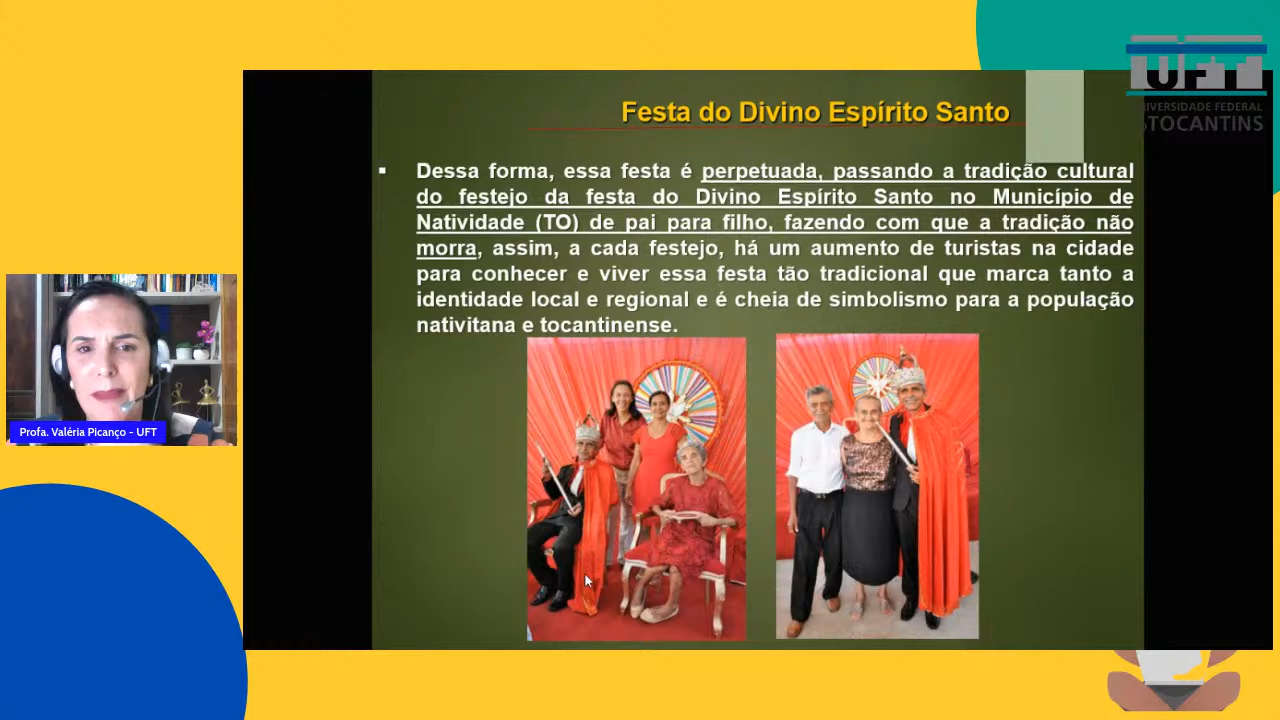 UFT
UNIVERSIDADE FEDERAL
TOCANTINS
Festa do Divino Espírito Santo
▪ Dessa forma, essa festa é perpetuada, passando a tradição cultural
do festejo da festa do Divino Espírito Santo no Município de
Natividade (TO) de pai para filho, fazendo com que a tradição não
morra, assim, a cada festejo, há um aumento de turistas na cidade
para conhecer e viver essa festa tão tradicional que marca tanto a
identidade local e regional e é cheia de simbolismo para a população
nativitana e tocantinense.
Profa. Valéria Picanço - UFT